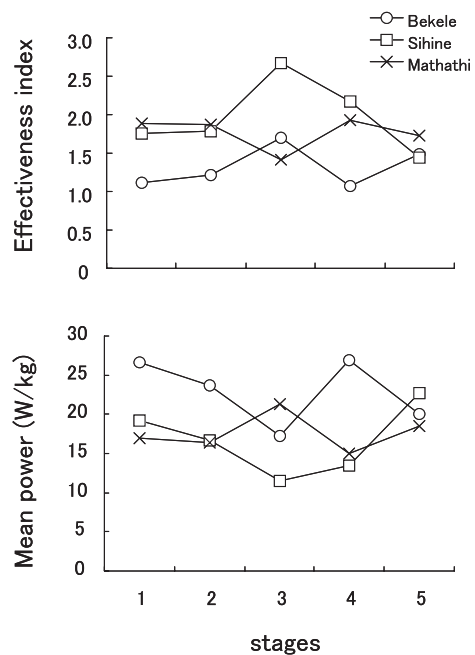 Bekele
Sihine
Mathathi
Effectiveness index
3.0
2.5
2.0
1.5
1.0
0.5
0
Mean power (W/kg)
30
25
20
15
10
5
0
1 2 3 4 5
stages